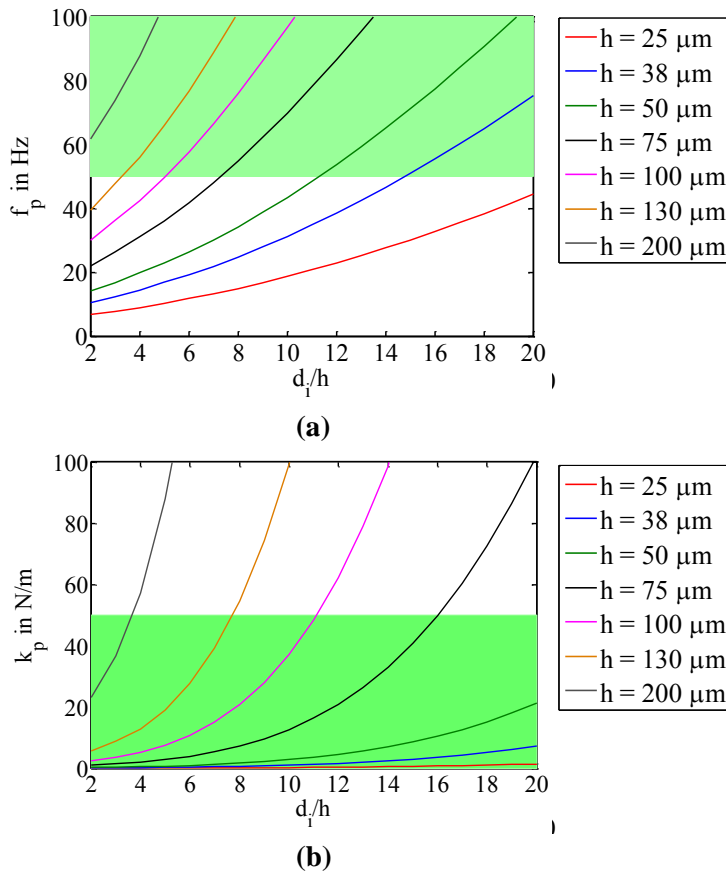 100
80
60
40
20
0
f_p in Hz
2 4 6 8 10 12 14 16 18 20
d_i/h
h = 25 μm
h = 38 μm
h = 50 μm
h = 75 μm
h = 100 μm
h = 130 μm
h = 200 μm
(a)
100
80
60
40
20
0
k_p in N/m
2 4 6 8 10 12 14 16 18 20
d_i/h
h = 25 μm
h = 38 μm
h = 50 μm
h = 75 μm
h = 100 μm
h = 130 μm
h = 200 μm
(b)